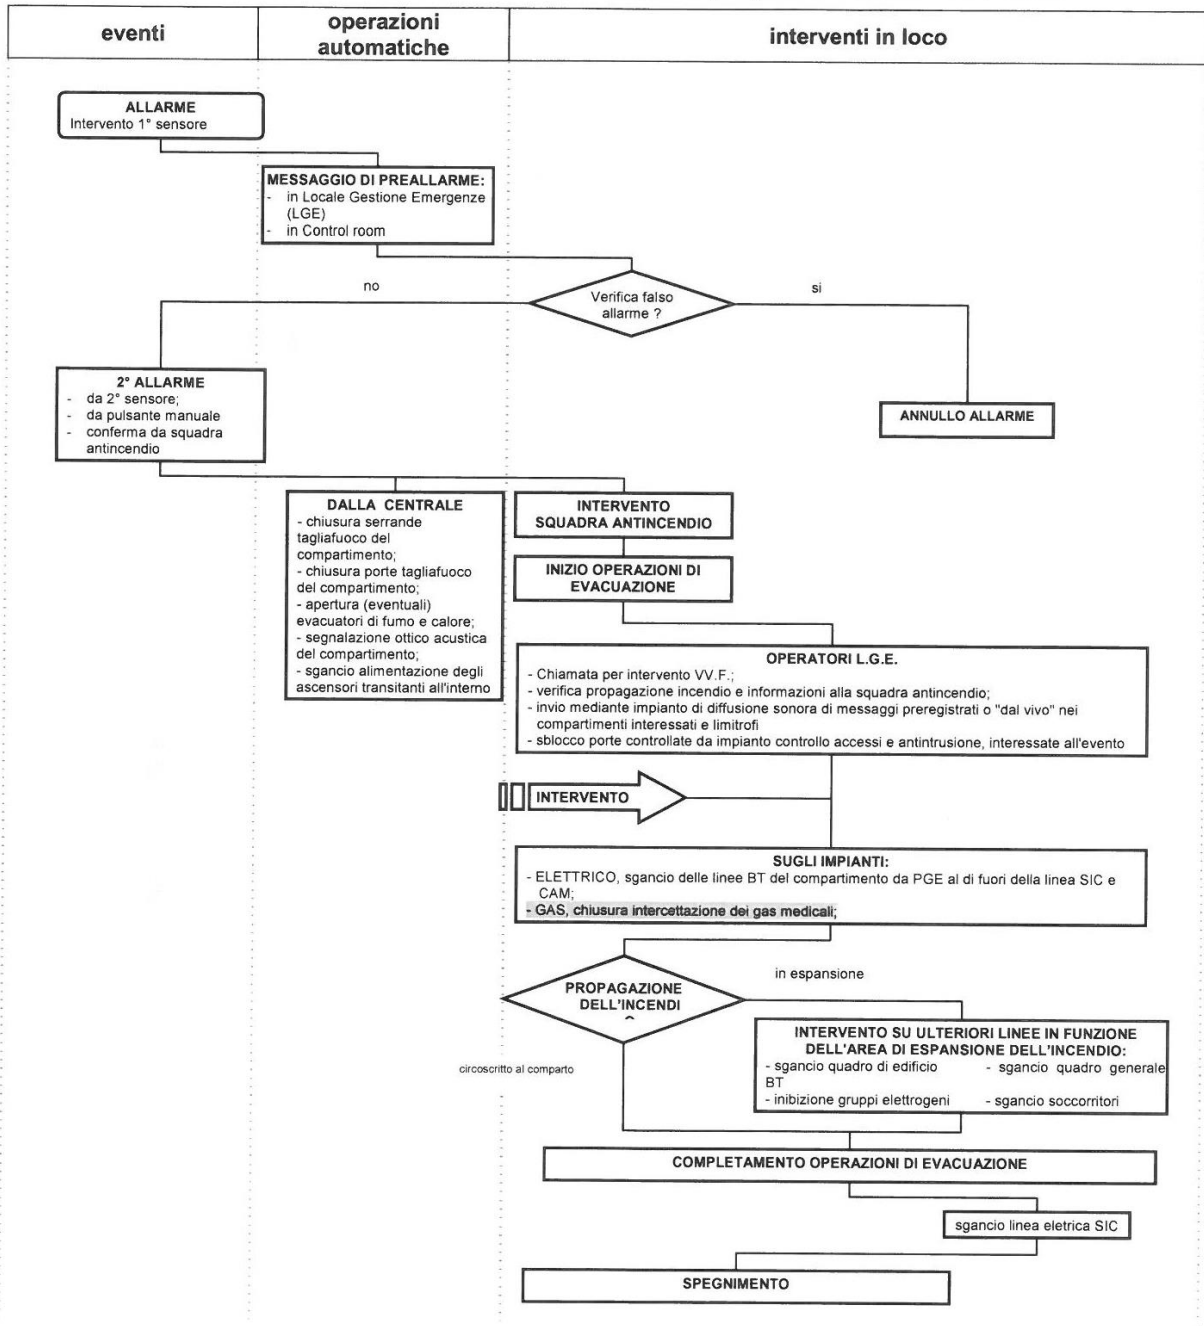 eventi
operazioni
automatiche
interventi in loco
ALLARME
Intervento 1° sensore
MESSAGGIO DI PREALLARME:
- in Locale Gestione Emergenze
(LGE)
- in Control room
no
Verifica falso
allarme ?
si
2° ALLARME
- da 2° sensore;
- da pulsante manuale
- conferma da squadra
antincendio
ANNULLO ALLARME
DALLA CENTRALE
- chiusura serrande
tagliafuoco del
compartimento;
- chiusura porte tagliafuoco
del compartimento;
- apertura (eventuali)
evacuatori di fumo e calore;
- segnalazione ottico acustica
del compartimento;
- sgancio alimentazione degli
ascensori transitanti all'interno
INTERVENTO
SQUADRA ANTINCENDIO
INIZIO OPERAZIONI DI
EVACUAZIONE
OPERATORI L.G.E.
- Chiamata per intervento VV.F.;
- verifica propagazione incendio e informazioni alla squadra antincendio;
- invio mediante impianto di diffusione sonora di messaggi preregistrati o "dal vivo" nei
compartimenti interessati e limitrofi
- sblocco porte controllate da impianto controllo accessi e antintrusione, interessate all'evento
INTERVENTO
SUGLI IMPIANTI:
- ELETTRICO, sgancio delle linee BT del compartimento da PGE al di fuori della linea SIC e
CAM;
- GAS, chiusura intercettazione dei gas medicali;
PROPAGAZIONE
DELL'INCENDI
in espansione
circoscritto al comparto
INTERVENTO SU ULTERIORI LINEE IN FUNZIONE
DELL'AREA DI ESPANSIONE DELL'INCENDIO:
- sgancio quadro di edificio - sgancio quadro generale
BT
- inibizione gruppi elettrogeni - sgancio soccorritori
COMPLETAMENTO OPERAZIONI DI EVACUAZIONE
sgancio linea eletrica SIC
SPEGNIMENTO